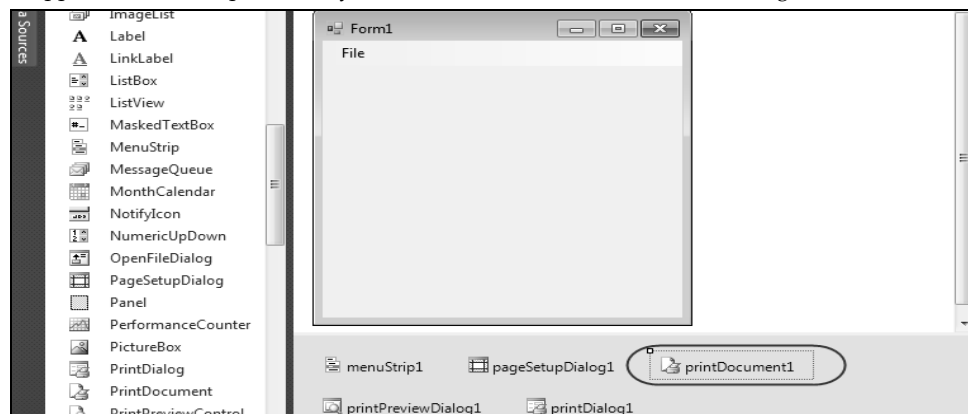 a Sources
ImageList
Label
LinkLabel
ListBox
ListView
MaskedTextBox
MenuStrip
MessageQueue
MonthCalendar
NotifyIcon
NumericUpDown
OpenFileDialog
PageSetupDialog
Panel
PerformanceCounter
PictureBox
PrintDialog
PrintDocument
PrintPreviewControl
Form1
File
menuStrip1
pageSetupDialog1
printDocument1
printPreviewDialog1
printDialog1